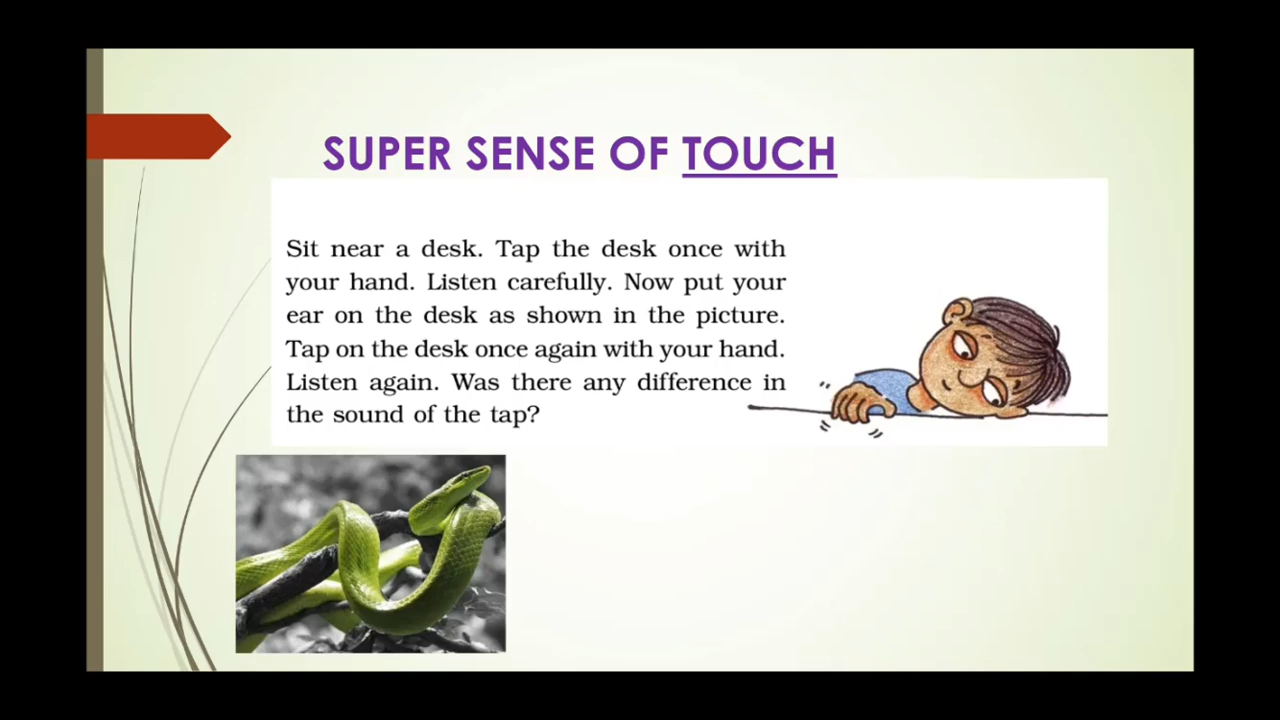 SUPER SENSE OF TOUCH
Sit near a desk. Tap the desk once with
your hand. Listen carefully. Now put your
ear on the desk as shown in the picture.
Tap on the desk once again with your hand.
Listen again. Was there any difference in
the sound of the tap?